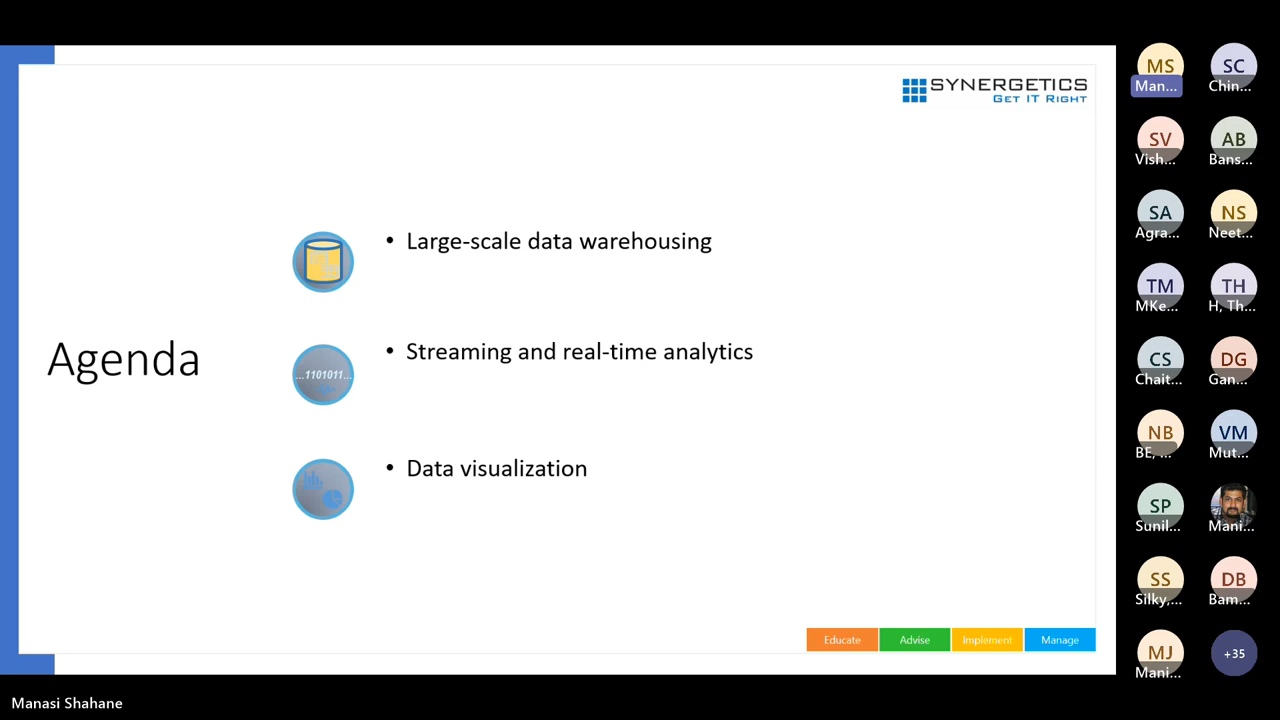 SYNERGETICS
GET IT RIGHT
Agenda
• Large-scale data warehousing
...1101011...
• Streaming and real-time analytics
• Data visualization
Educate Advise Implement Manage
MS SC
Man... Chin...
SV AB
Vish... Bans...
SA NS
Agra... Neet...
TM TH
MKe... H, Th...
CS DG
Chait... Gan...
NB VM
BE, ... Mut...
SP
Sunil... Mani...
SS DB
Silky,... Bam...
MJ +35
Mani...
Manasi Shahane